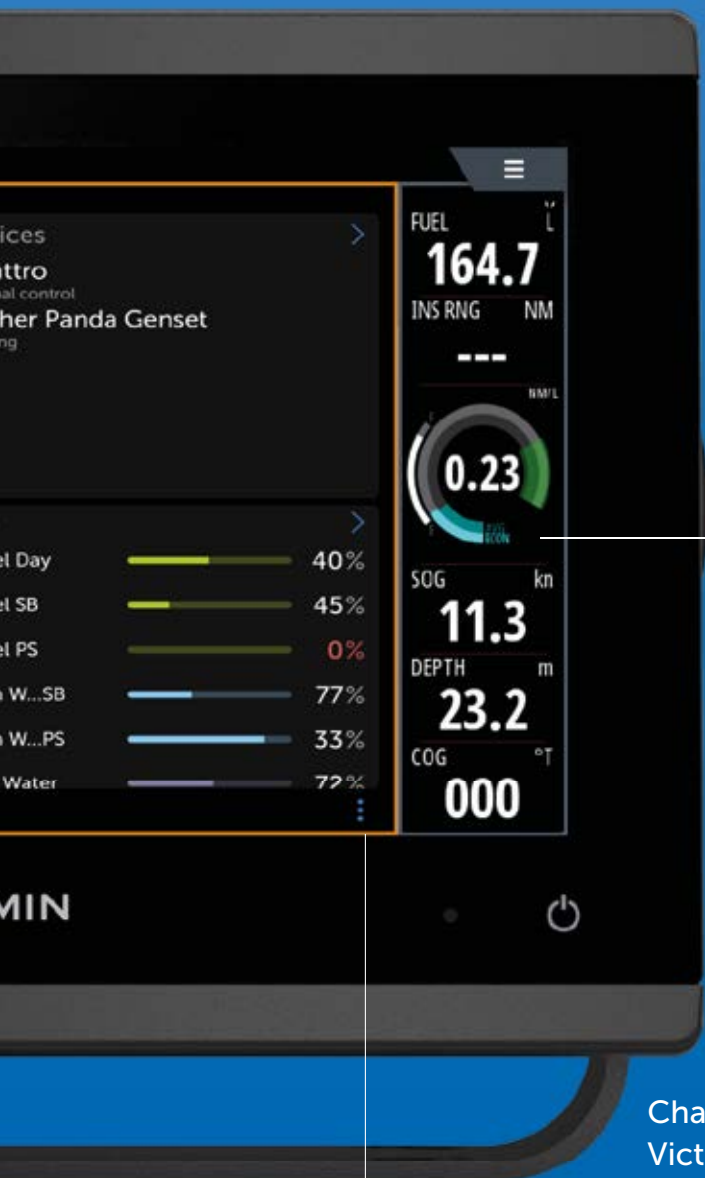 ices
ttro
nal control
her Panda Genset
ng
el Day 40%
el SB 45%
el PS 0%
W...SB 77%
W...PS 33%
Water 72%
FUEL L
164.7
INS RNG NM
---
NM/L
0.23
ECON
SOG kn
11.3
DEPTH m
23.2
COG °T
000
MIN
Cha
Vict